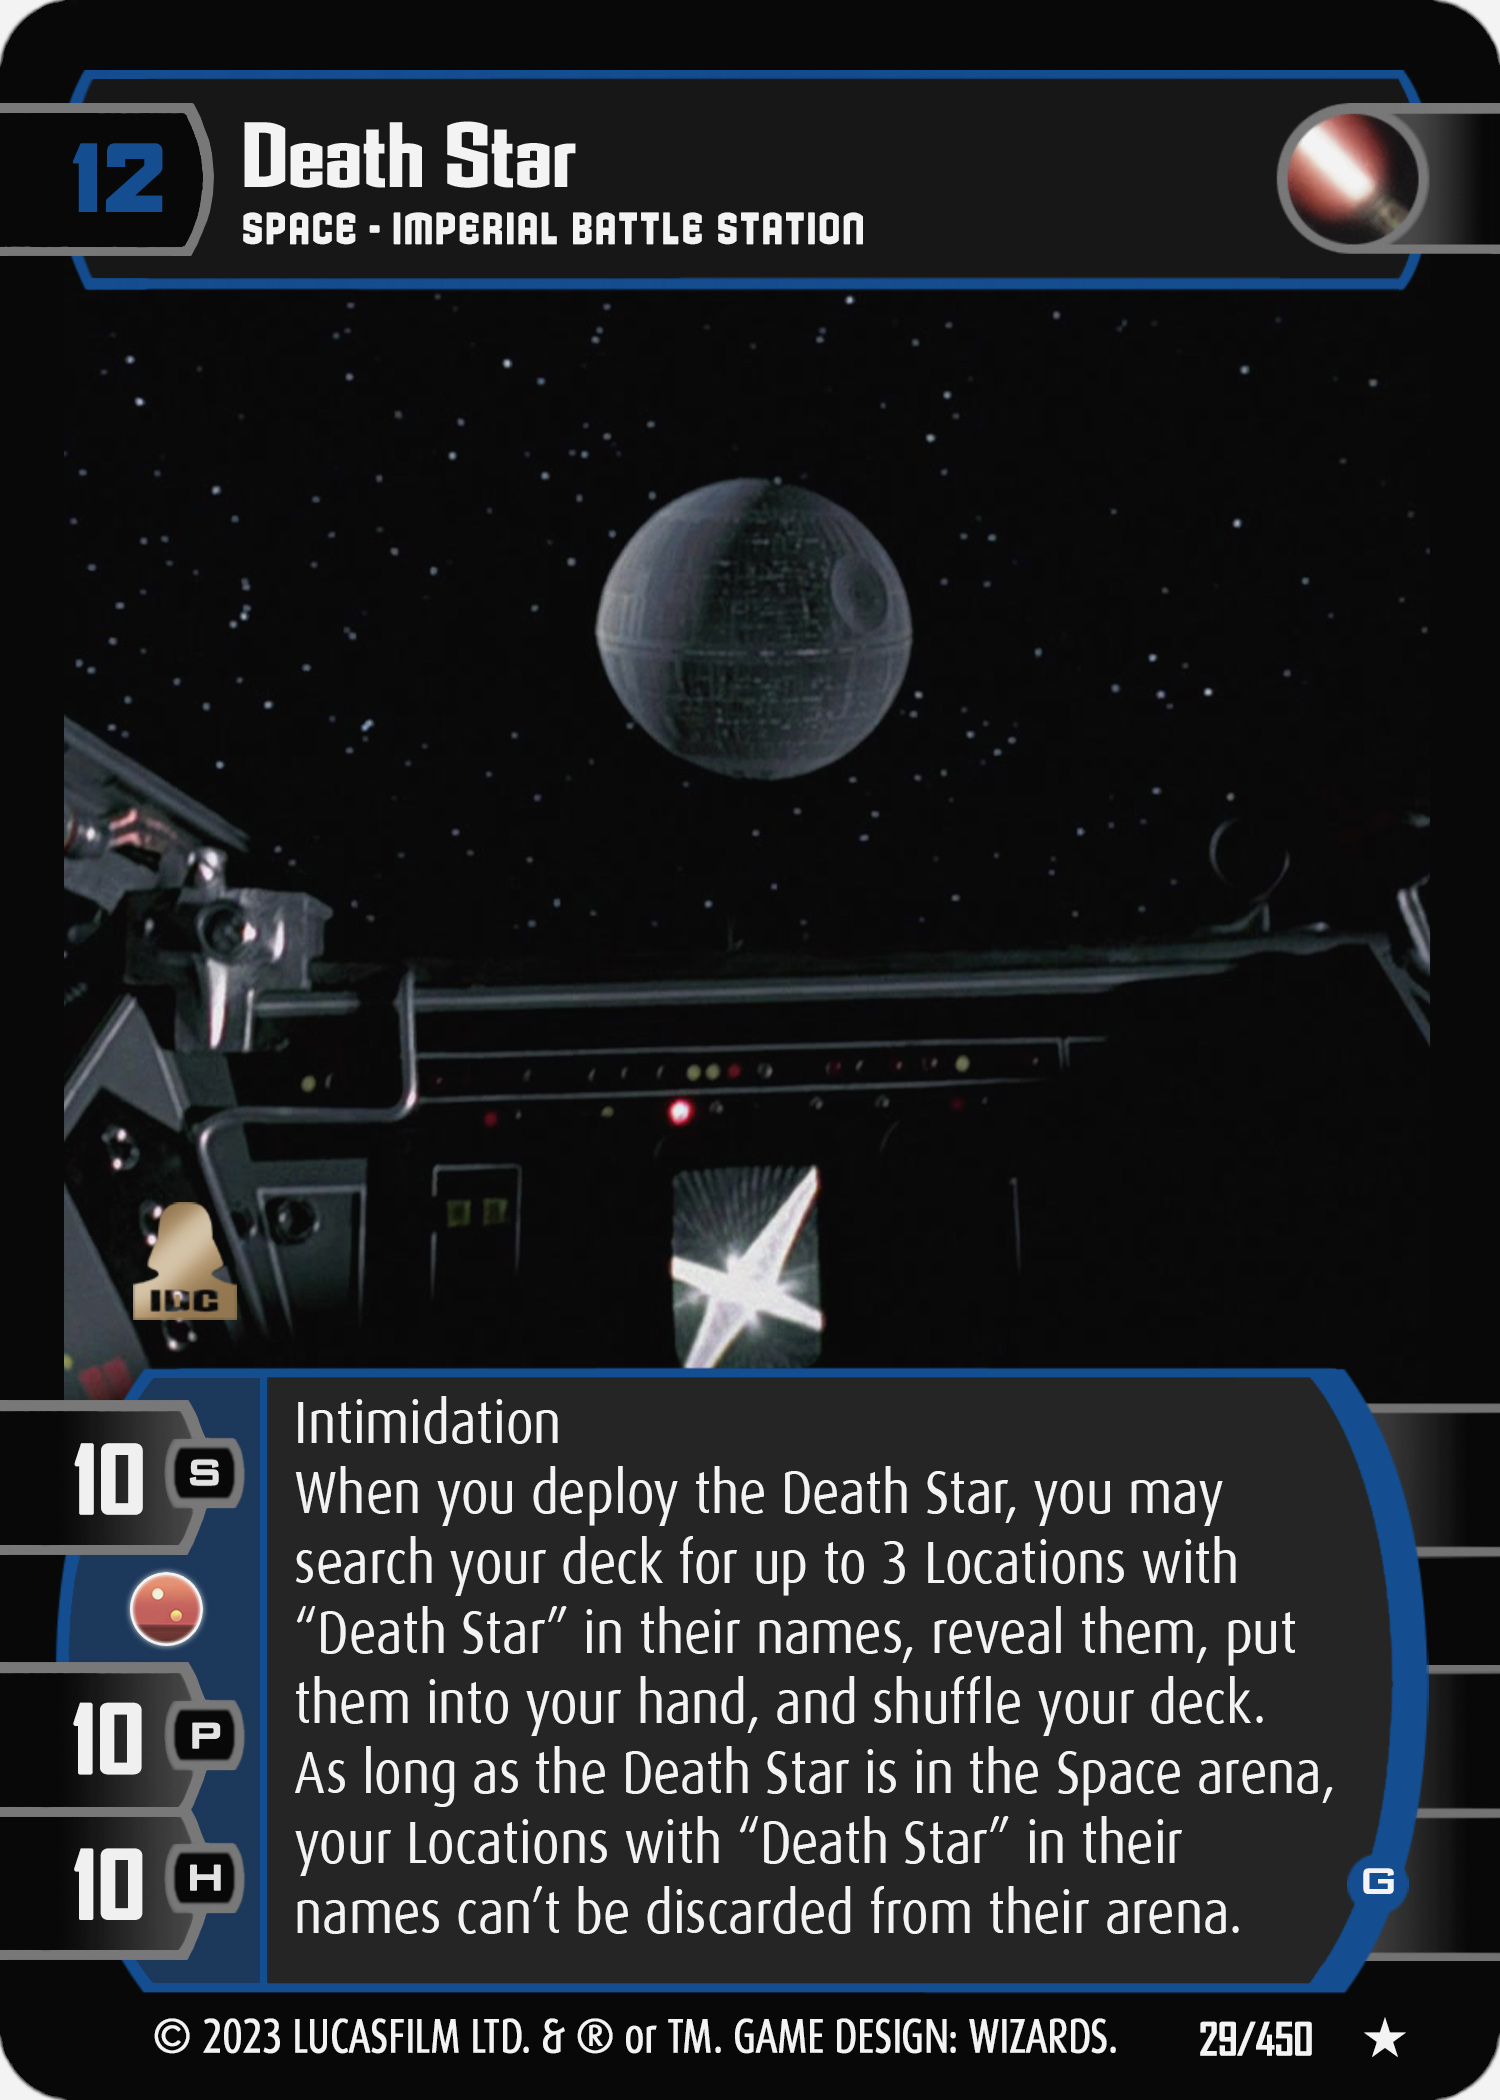 12
Death Star
SPACE - IMPERIAL BATTLE STATION
IDC
Intimidation
When you deploy the Death Star, you may
search your deck for up to 3 Locations with
“Death Star” in their names, reveal them, put
them into your hand, and shuffle your deck.
As long as the Death Star is in the Space arena,
your Locations with “Death Star” in their
names can’t be discarded from their arena.
10 S
10 P
10 H
G
© 2023 LUCASFILM LTD. & ® or TM. GAME DESIGN: WIZARDS. 29/450 ★